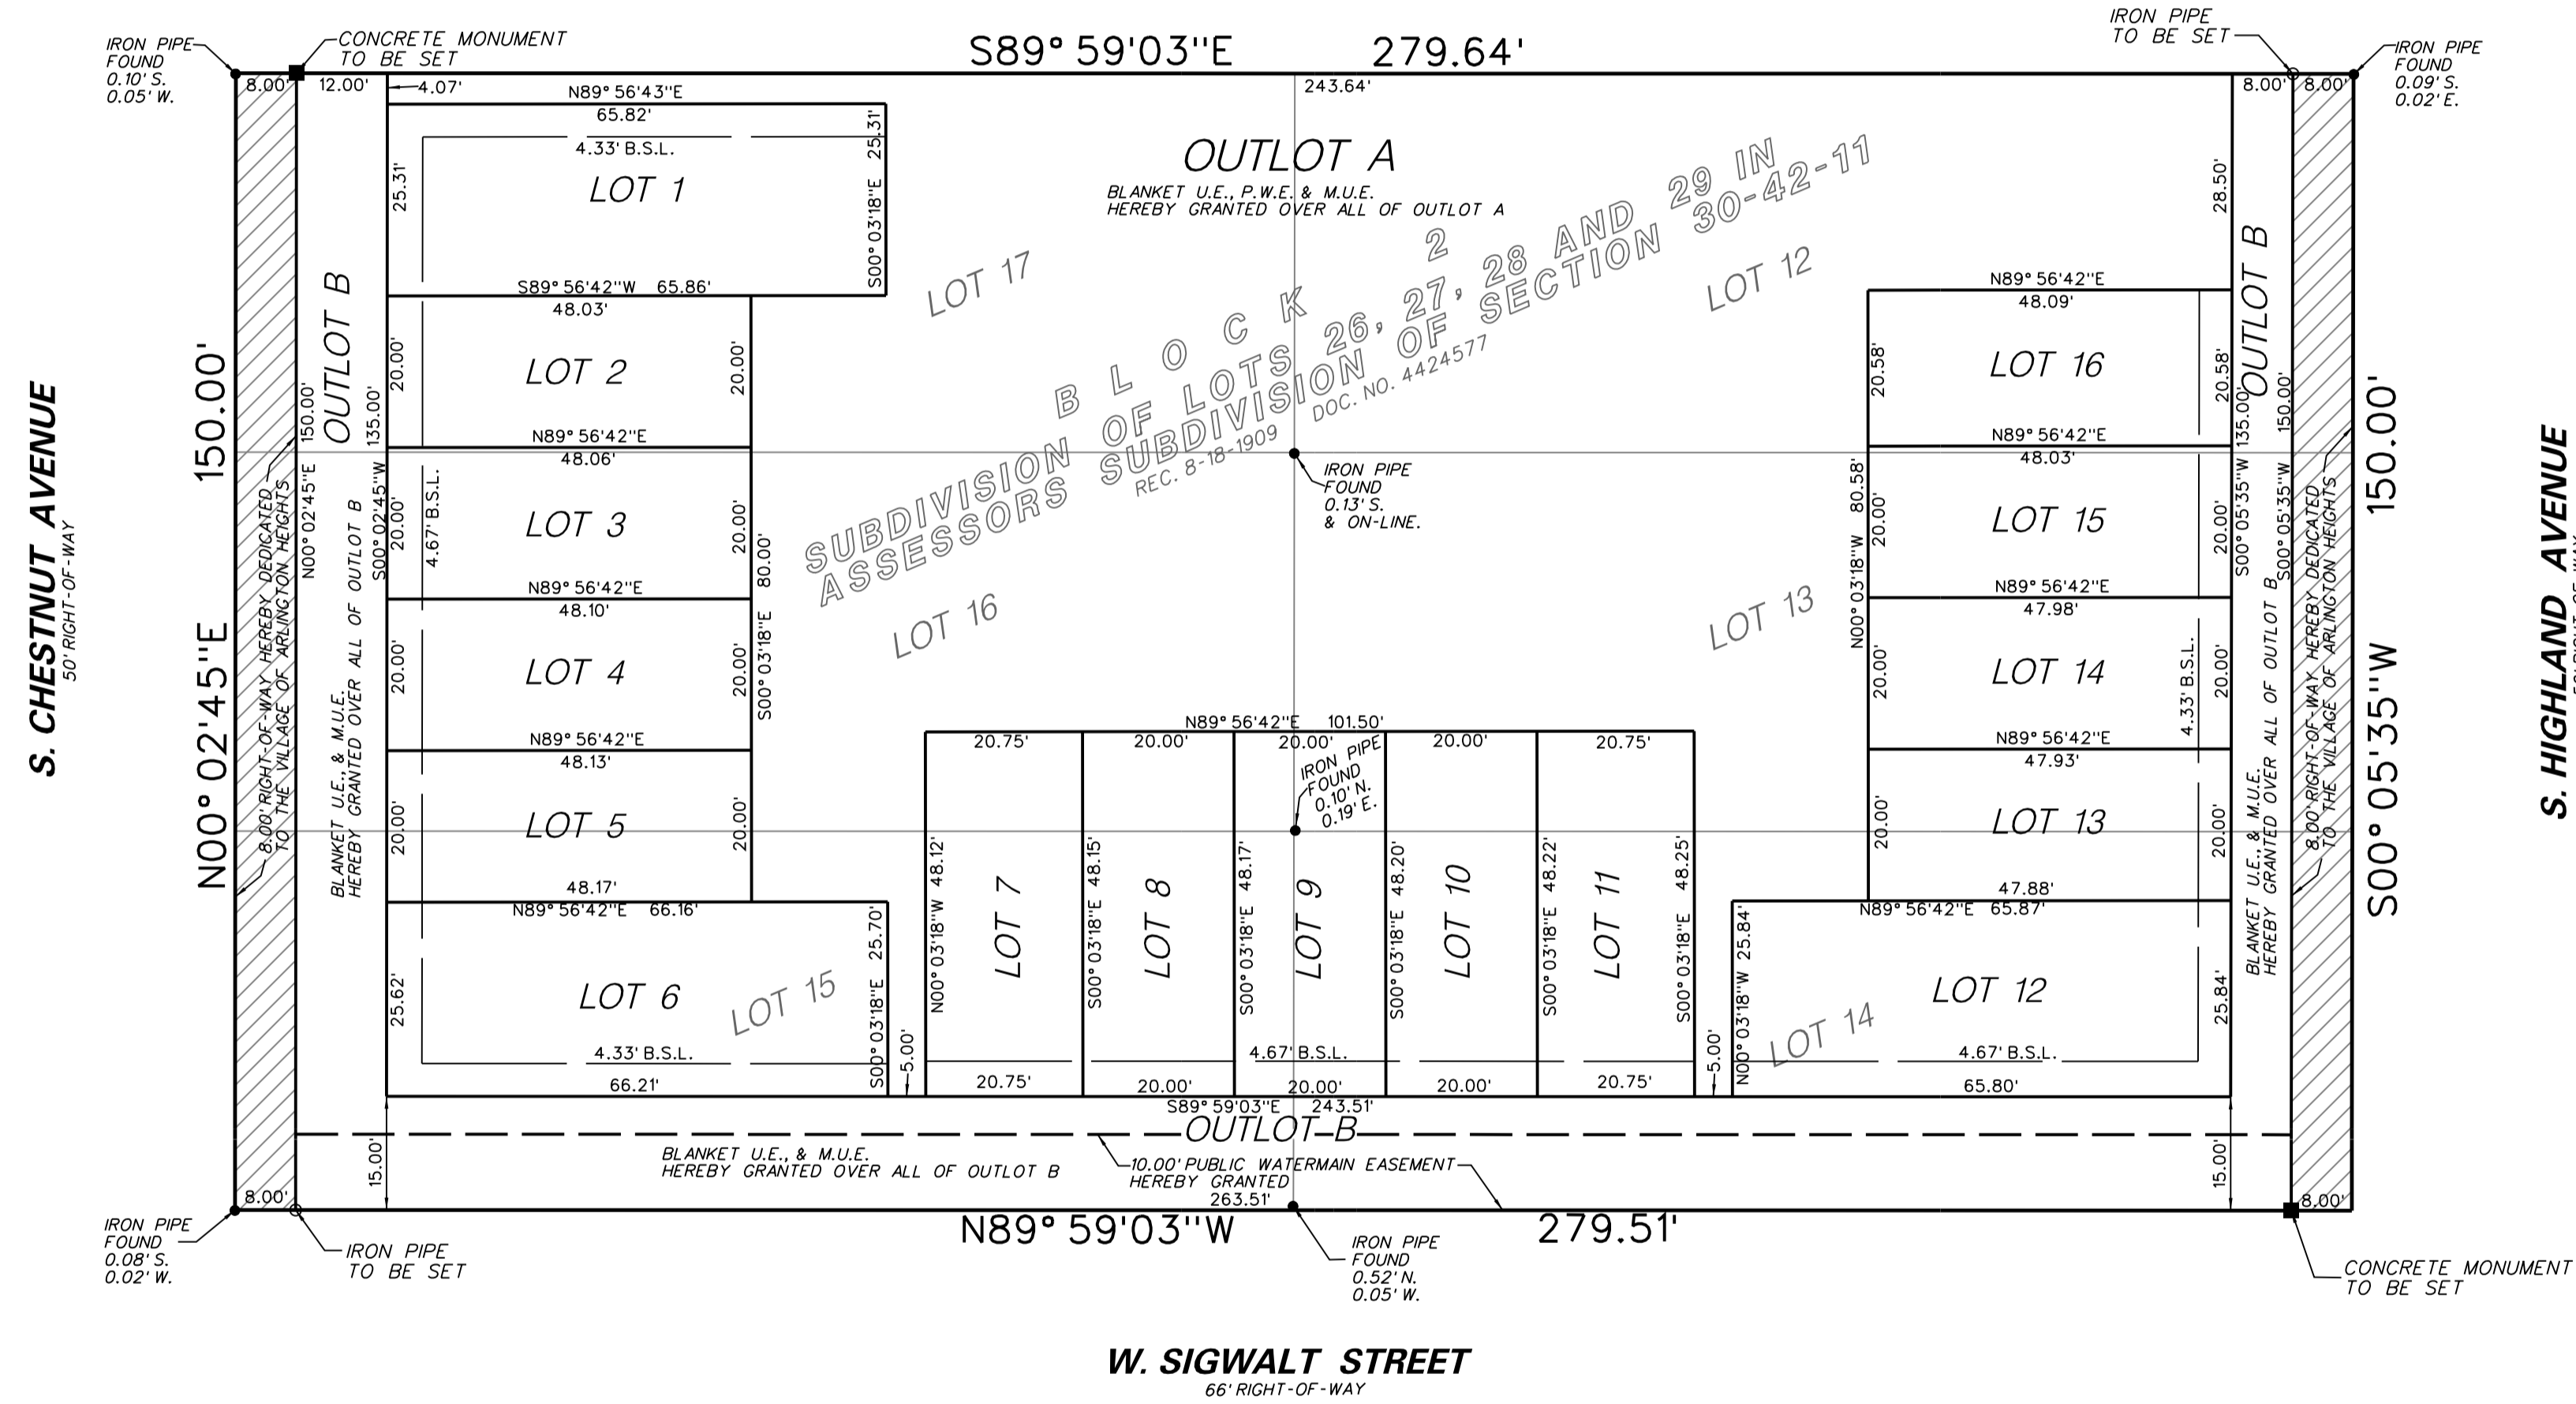 IRON PIPE
FOUND
0.10' S.
0.05' W.
CONCRETE MONUMENT
TO BE SET
S89° 59'03"E 279.64'
IRON PIPE
TO BE SET
IRON PIPE
FOUND
0.09' S.
0.02' E.
8.00'
12.00'
4.07'
243.64'
8.00'
8.00'
N89° 56'43"E
65.82'
4.33' B.S.L.
LOT 1
25.31'
S00° 03'18"E 25.31'
S89° 56'42"W 65.86'
OUTLOT A
BLANKET U.E., P.W.E. & M.U.E.
HEREBY GRANTED OVER ALL OF OUTLOT A
28.50'
BLOCK 2
SUBDIVISION OF LOTS 26, 27, 28 AND 29 IN
ASSESSORS SUBDIVISION OF SECTION 30-42-11
REC. 8-18-1909 DOC. NO. 4424577
LOT 17
LOT 12
LOT 16
LOT 13
LOT 15
LOT 14
S. CHESTNUT AVENUE
50' RIGHT-OF-WAY
N00° 02'45"E 150.00'
8.00' RIGHT-OF-WAY HEREBY DEDICATED
TO THE VILLAGE OF ARLINGTON HEIGHTS
N00° 02'45"E 150.00'
OUTLOT B
BLANKET U.E., & M.U.E.
HEREBY GRANTED OVER ALL OF OUTLOT B
S00° 02'45"W 135.00'
48.03'
20.00'
LOT 2
20.00'
N89° 56'42"E
48.06'
20.00'
4.67' B.S.L.
LOT 3
20.00'
S00° 03'18"E 80.00'
N89° 56'42"E
48.10'
20.00'
LOT 4
20.00'
N89° 56'42"E
48.13'
20.00'
LOT 5
20.00'
48.17'
N89° 56'42"E 66.16'
25.62'
LOT 6
S00° 03'18"E 25.70'
4.33' B.S.L.
66.21'
5.00'
IRON PIPE
FOUND
0.13' S.
& ON-LINE.
N89° 56'42"E 101.50'
20.75'
20.00'
20.00'
20.00'
20.75'
IRON PIPE
FOUND
0.10' N.
0.19' E.
N00° 03'18"W 48.12'
LOT 7
S00° 03'18"E 48.15'
LOT 8
S00° 03'18"E 48.17'
LOT 9
S00° 03'18"E 48.20'
LOT 10
S00° 03'18"E 48.22'
LOT 11
S00° 03'18"E 48.25'
4.67' B.S.L.
20.75'
20.00'
20.00'
20.00'
20.75'
5.00'
N89° 56'42"E
48.09'
20.58'
LOT 16
20.58'
N89° 56'42"E
48.03'
N00° 03'18"W 80.58'
20.00'
LOT 15
20.00'
N89° 56'42"E
47.98'
20.00'
LOT 14
4.33' B.S.L.
20.00'
N89° 56'42"E
47.93'
20.00'
LOT 13
20.00'
47.88'
N89° 56'42"E 65.87'
N00° 03'18"W 25.84'
LOT 12
25.84'
4.67' B.S.L.
65.80'
OUTLOT B
S00° 05'35"W 135.00'
S00° 05'35"W 150.00'
BLANKET U.E., & M.U.E.
HEREBY GRANTED OVER ALL OF OUTLOT B
8.00' RIGHT-OF-WAY HEREBY DEDICATED
TO THE VILLAGE OF ARLINGTON HEIGHTS
S00° 05'35"W 150.00'
S. HIGHLAND AVENUE
S89° 59'03"E 243.51'
OUTLOT B
15.00'
BLANKET U.E., & M.U.E.
HEREBY GRANTED OVER ALL OF OUTLOT B
10.00' PUBLIC WATERMAIN EASEMENT
HEREBY GRANTED
15.00'
8.00'
263.51'
8.00'
N89° 59'03"W 279.51'
IRON PIPE
FOUND
0.08' S.
0.02' W.
IRON PIPE
TO BE SET
IRON PIPE
FOUND
0.52' N.
0.05' W.
CONCRETE MONUMENT
TO BE SET
W. SIGWALT STREET
66' RIGHT-OF-WAY